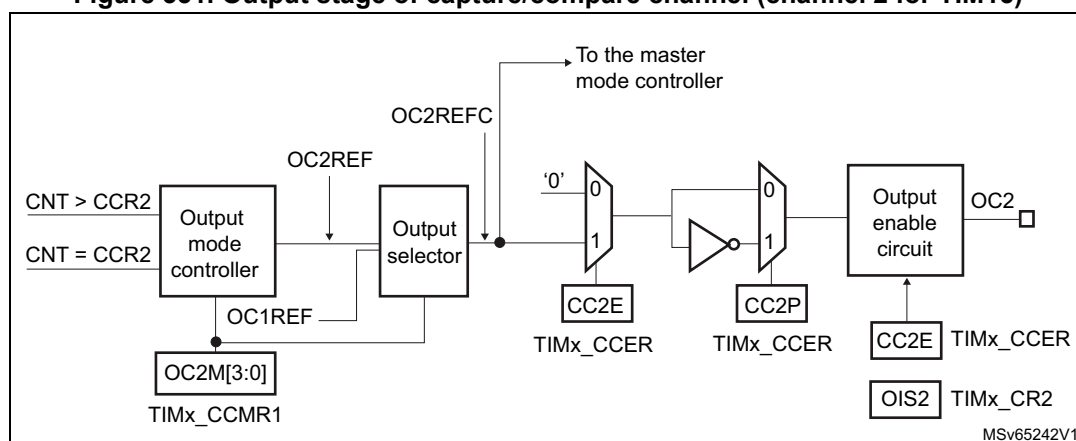 Figure 351. Output stage of capture/compare channel (channel 2 for TIM15)
To the master
mode controller
OC2REFC
OC2REF
‘0’
0
1
0
1
CNT > CCR2
CNT = CCR2
Output
mode
controller
Output
selector
Output
enable
circuit
OC2
OC1REF
CC2E
TIMx_CCER
CC2P
TIMx_CCER
CC2E
TIMx_CCER
OC2M[3:0]
TIMx_CCMR1
OIS2
TIMx_CR2
MSv65242V1